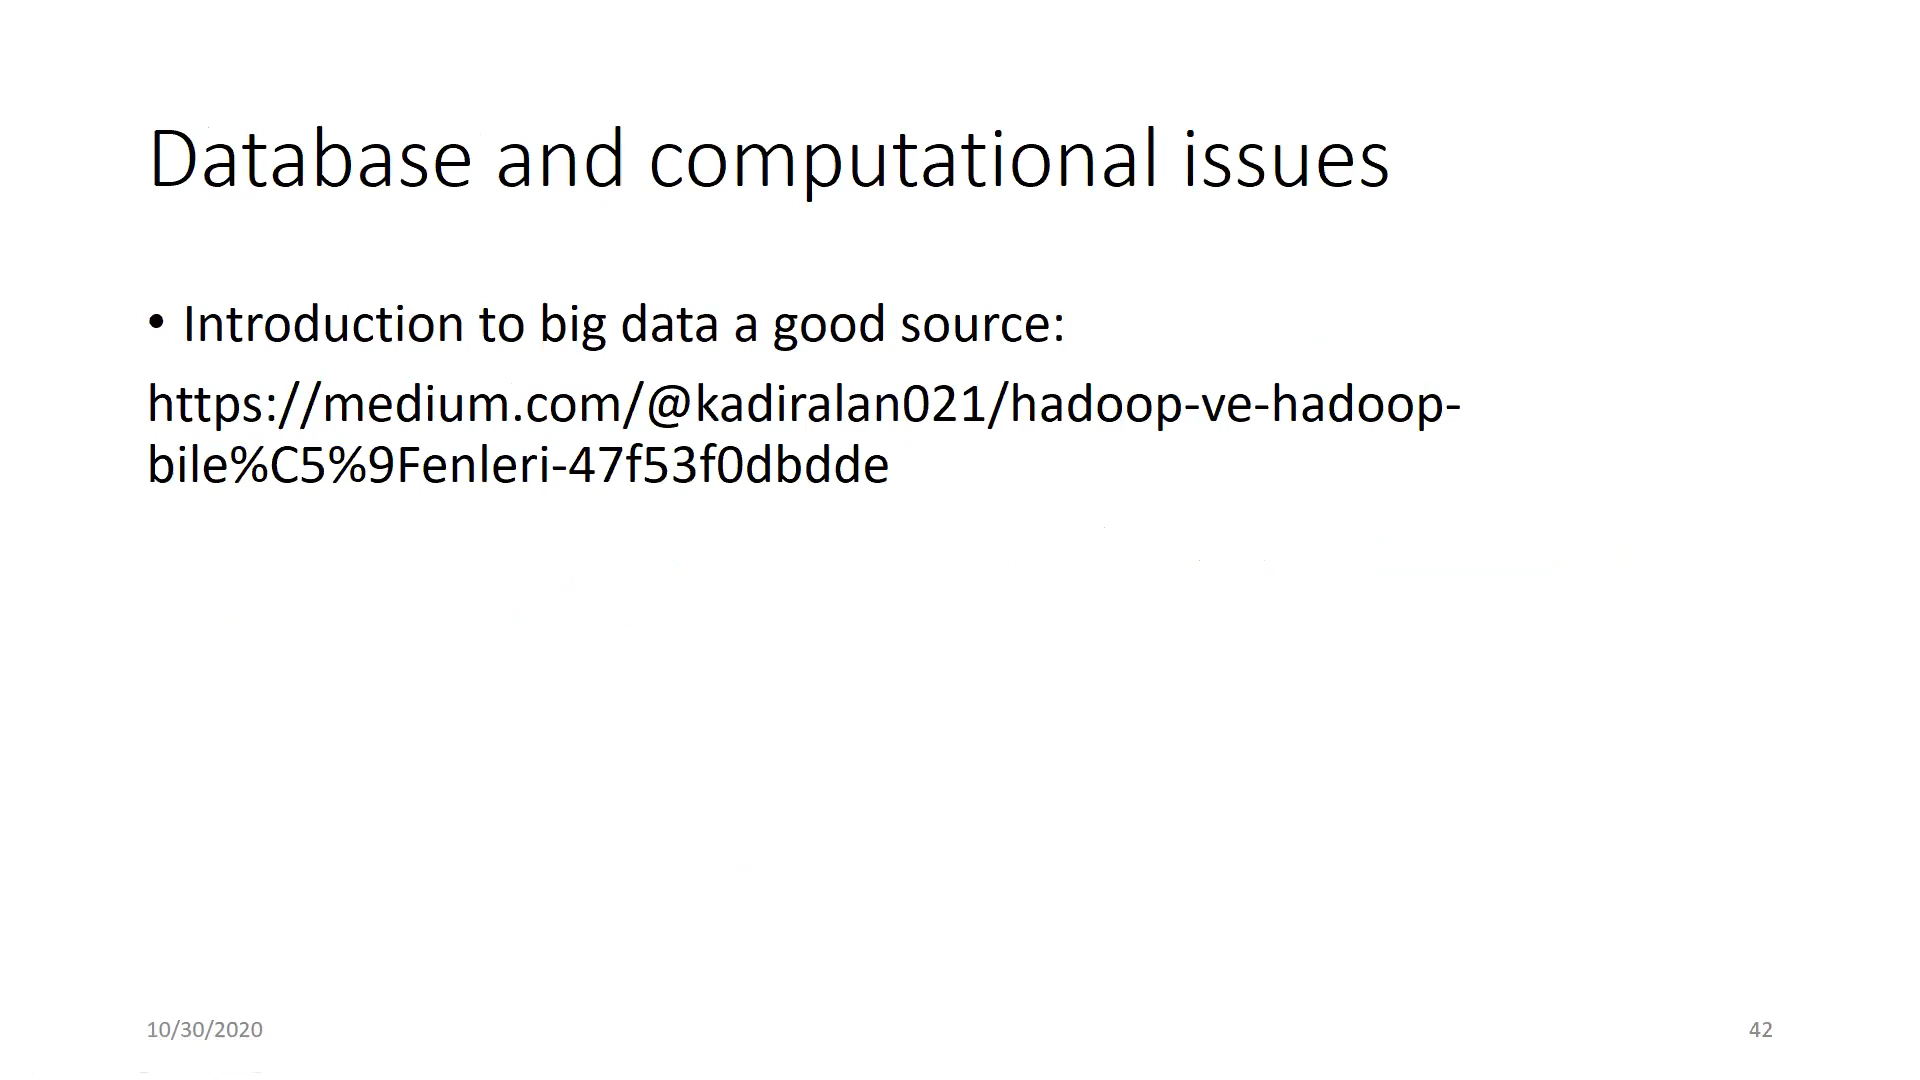 Database and computational issues
• Introduction to big data a good source:
https://medium.com/@kadiralan021/hadoop-ve-hadoop-
bile%C5%9Fenleri-47f53f0dbdde
10/30/2020
42